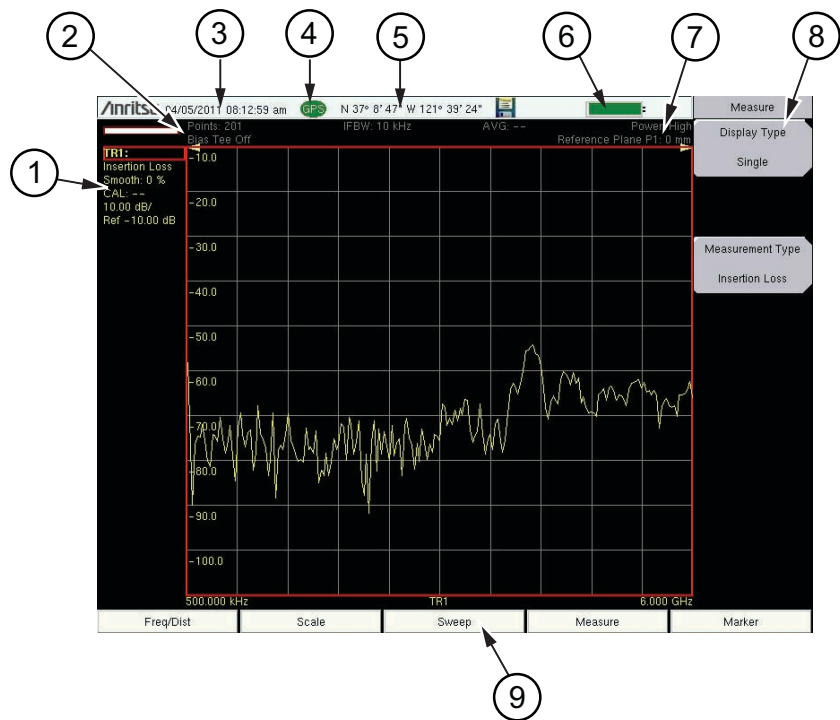 2 3 4 5 6 7 8
Anritsu 04/05/2011 08:12:59 am GPS N 37° 8' 47" W 121° 39' 24" Measure
Points: 201 IFBW: 10 kHz AVG: -- Power: High
Bias Tee Off Reference Plane P1: 0 mm
Display Type
Single
1
TR1:
Insertion Loss
Smooth: 0 %
CAL: --
10.00 dB/
Ref -10.00 dB
Measurement Type
Insertion Loss
-10.0
-20.0
-30.0
-40.0
-50.0
-60.0
-70.0
-80.0
-90.0
-100.0
500.000 kHz TR1 6.000 GHz
Freq/Dist Scale Sweep Measure Marker
9